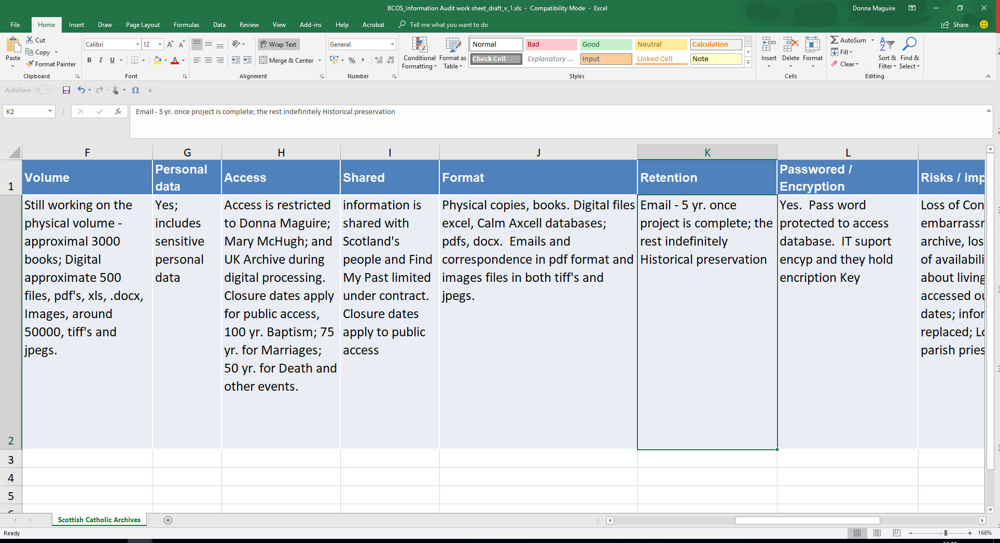 BCOS_Information Audit work sheet_draft_v_1.xls - Compatibility Mode - Excel
Donna Maguire
File Home Insert Draw Page Layout Formulas Data Review View Add-ins Help Acrobat Tell me what you want to do Share
Paste
Cut
Copy
Format Painter
Clipboard
Calibri 12
B I U
Font
Wrap Text
Merge & Center
Alignment
General
Number
Conditional Formatting
Format as Table
Normal Bad Good Neutral Calculation
Check Cell Explanatory ... Input Linked Cell Note
Styles
Insert Delete Format
Cells
AutoSum
Fill
Clear
Sort & Filter
Find & Select
Editing
AutoSave Off
K2
fx
Email - 5 yr. once project is complete; the rest indefinitely Historical preservation
F G H I J K L
1
Volume
Personal
data
Access
Shared
Format
Retention
Passwored /
Encryption
Risks / imp
2
Still working on the
physical volume -
approximal 3000
books; Digital
approximate 500
files, pdf's, xls, .docx,
Images, around
50000, tiff's and
jpegs.
Yes;
includes
sensitive
personal
data
Access is restricted
to Donna Maguire;
Mary McHugh; and
UK Archive during
digital processing.
Closure dates apply
for public access,
100 yr. Baptism; 75
yr. for Marriages;
50 yr. for Death and
other events.
information is
shared with
Scotland's
people and Find
My Past limited
under contract.
Closure dates
apply to public
access
Physical copies, books. Digital files
excel, Calm Axcell databases;
pdfs, docx. Emails and
correspondence in pdf format and
images files in both tiff's and
jpegs.
Email - 5 yr. once
project is complete; the
rest indefinitely
Historical preservation
Yes. Pass word
protected to access
database. IT suport
encyp and they hold
encription Key
Loss of Con
embarrassr
archive, los
of availabili
about living
accessed ou
dates; infor
replaced; Lo
parish pries
3
4
5
Scottish Catholic Archives
Ready
166%